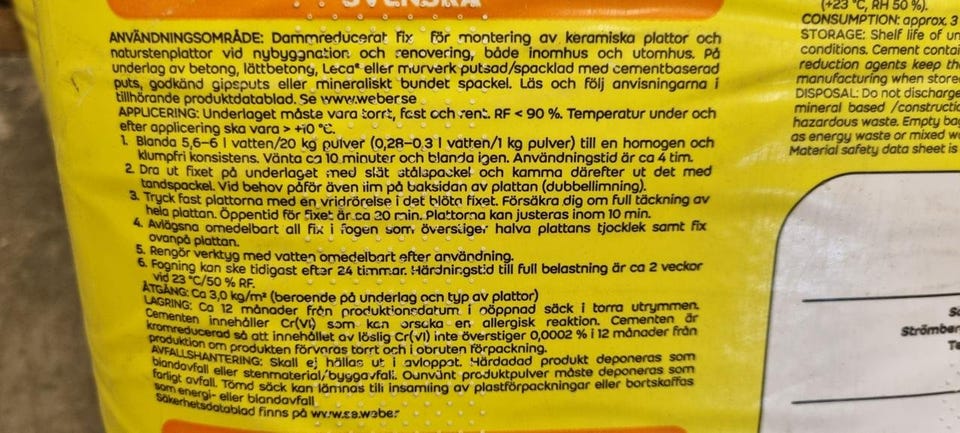 SVENSKA
ANVÄNDNINGSOMRÅDE: Dammreducerat fix för montering av keramiska plattor och
naturstenplattor vid nybyggnation och renovering, både inomhus och utomhus. På
underlag av betong, lättbetong, Leca® eller murverk putsad/spacklad med cementbaserad
puts, godkänd gipsputs eller mineraliskt bundet spackel. Läs och följ anvisningarna i
tillhörande produktdatablad. Se www.weber.se
APPLICERING: Underlaget måste vara torrt, fast och rent. RF < 90 %. Temperatur under och
efter applicering ska vara > +10 °C.
1. Blanda 5,6-6 l vatten/20 kg pulver (0,28-0,3 l vatten/1 kg pulver) till en homogen och
klumpfri konsistens. Vänta ca 10 minuter och blanda igen. Användningstid är ca 4 tim.
2. Dra ut fixet på underlaget med slät stålspackel och kamma därefter ut det med
tandspackel. Vid behov påför även lim på baksidan av plattan (dubbellimning).
3. Tryck fast plattorna med en vridrörelse i det blöta fixet. Försäkra dig om full täckning av
hela plattan. Öppentid för fixet är ca 20 min. Plattorna kan justeras inom 10 min.
4. Avlägsna omedelbart all fix i fogen som överstiger halva plattans tjocklek samt fix
ovanpå plattan.
5. Rengör verktyg med vatten omedelbart efter användning.
6. Fogning kan ske tidigast efter 24 timmar. Härdningstid till full belastning är ca 2 veckor
vid 23 °C/50 % RF.
ÅTGÅNG: Ca 3,0 kg/m² (beroende på underlag och typ av plattor)
LAGRING: Ca 12 månader från produktionsdatum i oöppnad säck i torra utrymmen.
Cementen innehåller Cr(VI) som kan orsaka en allergisk reaktion. Cementen är
kromreducerad så att innehållet av löslig Cr(VI) inte överstiger 0,0002 % i 12 månader från
produktion om produkten förvaras torrt och i obruten förpackning.
AVFALLSHANTERING: Skall ej hällas ut i avloppet. Härdadad produkt deponeras som
blandavfall eller stenmaterial/byggavfall. Oanvänt produktpulver måste deponeras som
farligt avfall. Tömd säck kan lämnas till insamling av plastförpackningar eller bortskaffas
som energi- eller blandavfall
Säkerhetsdatablad finns på www.se.weber
(+23 °C, RH 50 %).
CONSUMPTION: approx. 3
STORAGE: Shelf life of un
conditions. Cement contai
reduction agents keep th
manufacturing when store
DISPOSAL: Do not discharge
mineral based /constructio
hazardous waste. Empty bag
as energy waste or mixed w
Material safety data sheet is
Strömber
Te